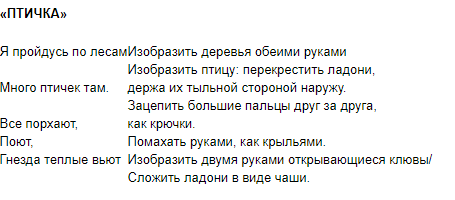 «ПТИЧКА»
Я пройдусь по лесам Изобразить деревья обеими руками
Изобразить птицу: перекрестить ладони,
Много птичек там. держа их тыльной стороной наружу.
Зацепить большие пальцы друг за друга,
Все порхают, как крючки.
Поют, Помахать руками, как крыльями.
Гнезда теплые вьют Изобразить двумя руками открывающиеся клювы/
Сложить ладони в виде чаши.